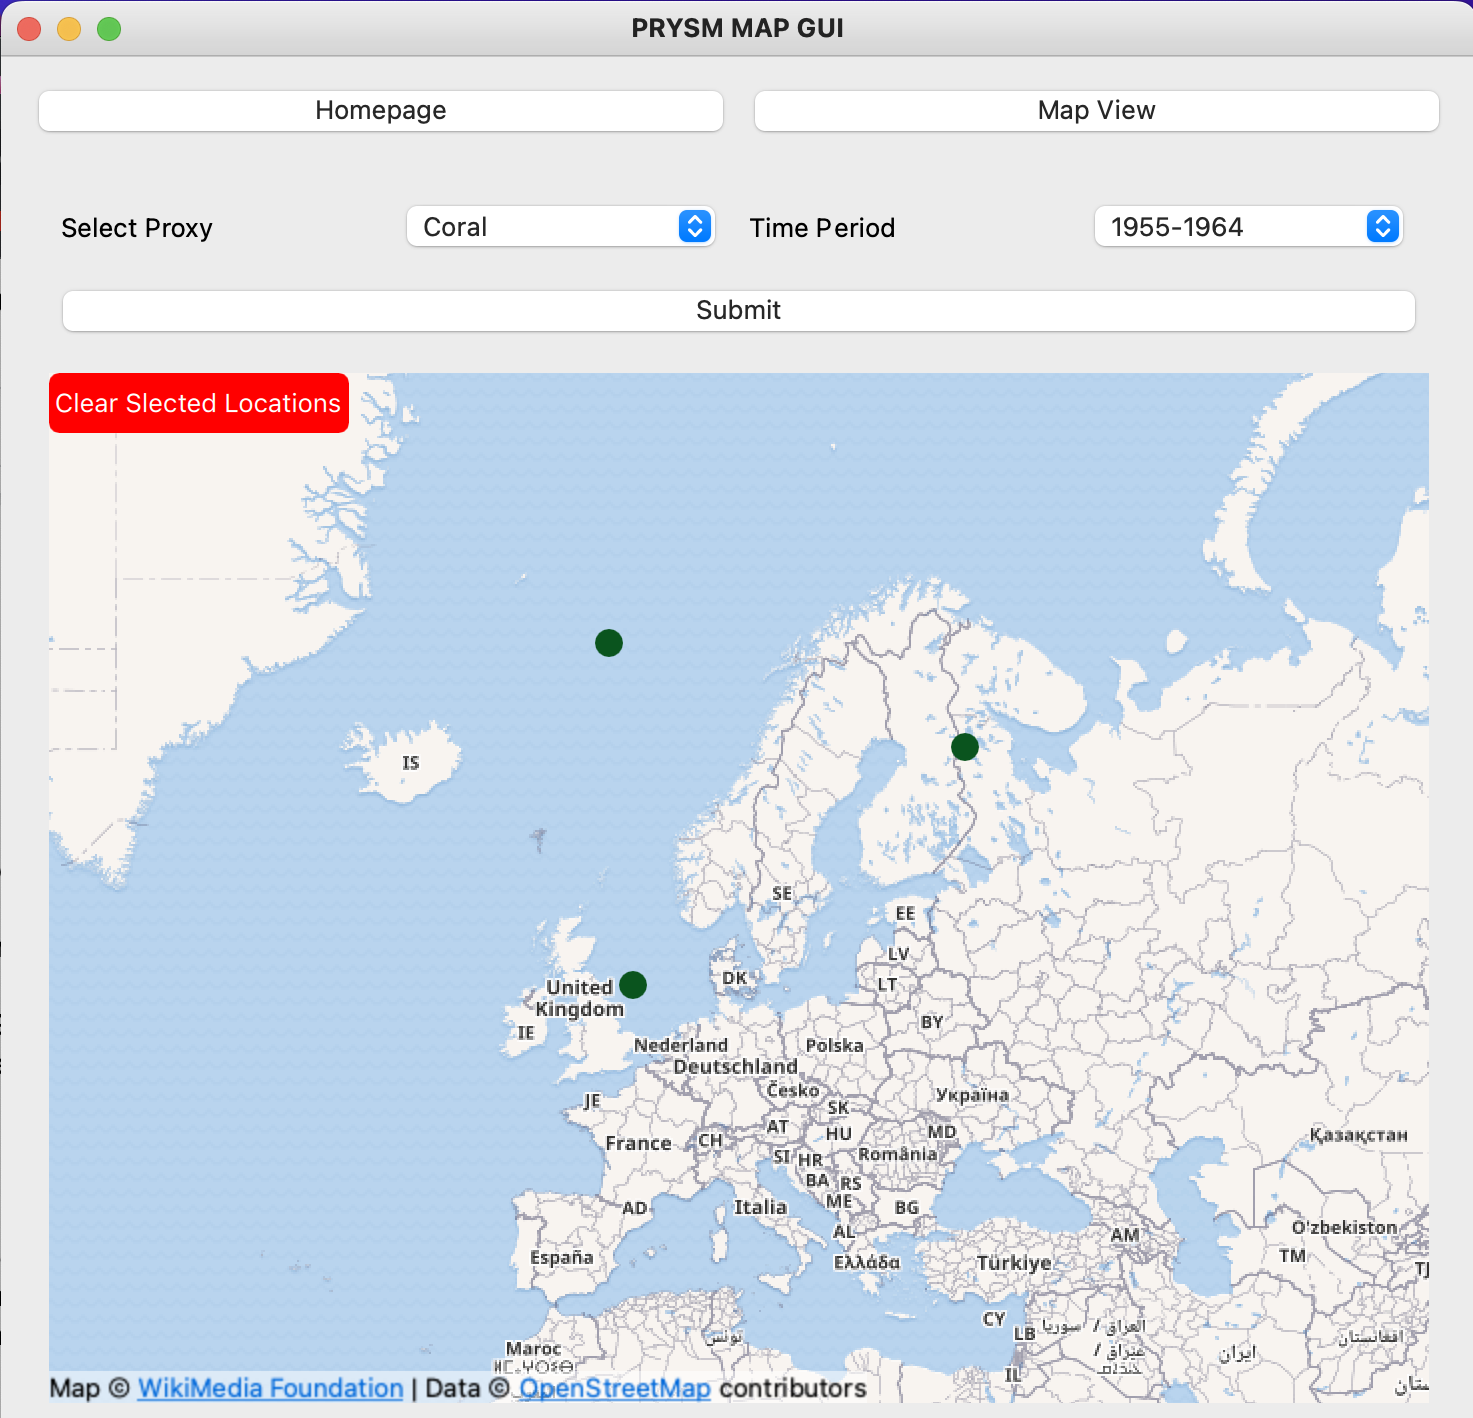 PRYSM MAP GUI
Homepage
Map View
Select Proxy
Coral
Time Period
1955-1964
Submit
Clear Slected Locations
IS
SE
EE
LV
DK
LT
United
Kingdom
BY
IE
Nederland
Polska
Deutschland
Česko
Україна
JE
SK
AT
MD
HU
Қазақстан
France
CH
România
SI
HR
BA
RS
ME
AD
Italia
BG
O'zbekiston
AL
AM
España
Ελλάδα
Türkiye
TM
TJ
CY
LB
سوريا
العراق /
عێراق /
تونس
افغانستان
Maroc
ⵍⵎⵖⵔⵉⴱ
ایران
IL
Map © WikiMedia Foundation | Data © OpenStreetMap contributors